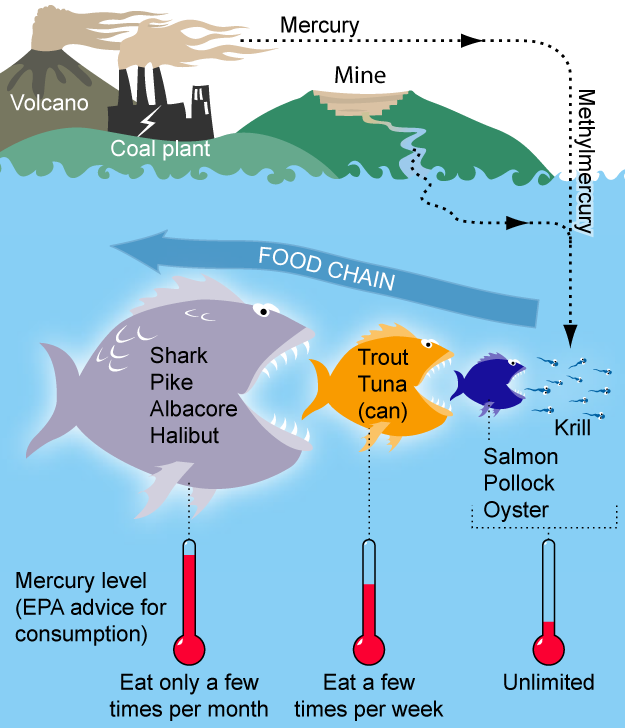 Mercury
Volcano
Coal plant
Mine
Methylmercury
FOOD CHAIN
Shark
Pike
Albacore
Halibut
Trout
Tuna
(can)
Krill
Salmon
Pollock
Oyster
Mercury level
(EPA advice for
consumption)
Eat only a few
times per month
Eat a few
times per week
Unlimited